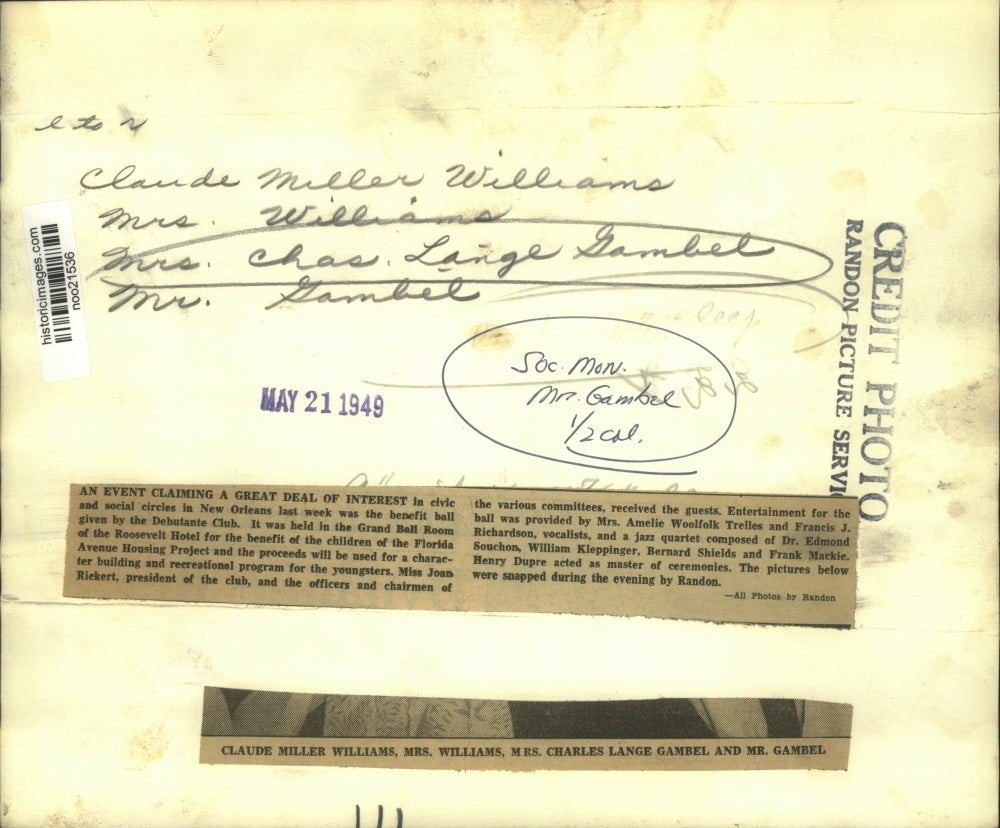 l to r
Claude Miller Williams
Mrs. Williams
Mrs. Chas. Lange Gambel
Mr. Gambel
historicimages.com
noo21536
CREDIT PHOTO
RANDON PICTURE SERVI
Soc. Mon.
Mrs. Gambel
1/2 col.
MAY 21 1949
AN EVENT CLAIMING A GREAT DEAL OF INTEREST in civic
and social circles in New Orleans last week was the benefit ball
given by the Debutante Club. It was held in the Grand Ball Room
of the Roosevelt Hotel for the benefit of the children of the Florida
Avenue Housing Project and the proceeds will be used for a charac-
ter building and recreational program for the youngsters. Miss Joan
Rickert, president of the club, and the officers and chairmen of
the various committees, received the guests. Entertainment for the
ball was provided by Mrs. Amelie Woolfolk Trelles and Francis J.
Richardson, vocalists, and a jazz quartet composed of Dr. Edmond
Souchon, William Kleppinger, Bernard Shields and Frank Mackie.
Henry Dupre acted as master of ceremonies. The pictures below
were snapped during the evening by Randon.
—All Photos by Randon
CLAUDE MILLER WILLIAMS, MRS. WILLIAMS, MRS. CHARLES LANGE GAMBEL AND MR. GAMBEL